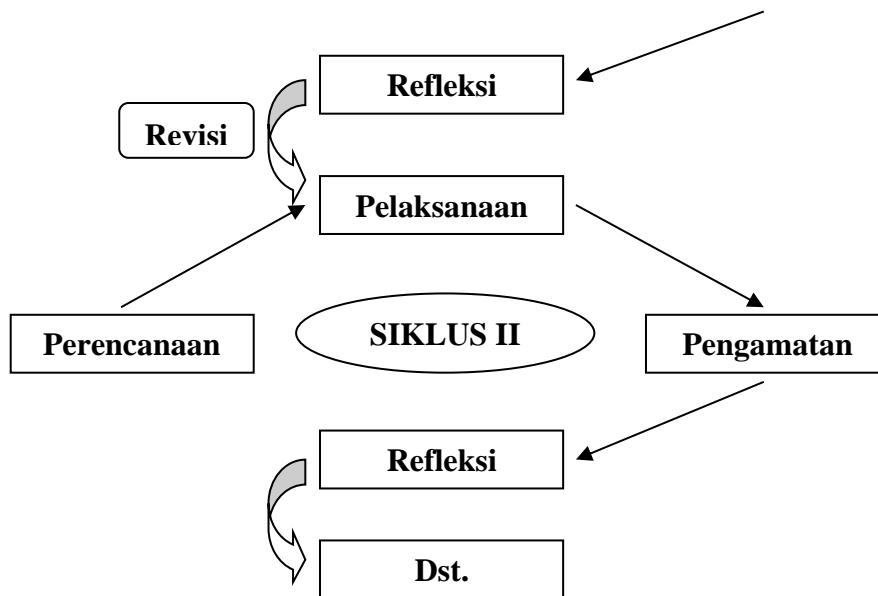 Refleksi
Revisi
Pelaksanaan
Perencanaan
SIKLUS II
Pengamatan
Refleksi
Dst.